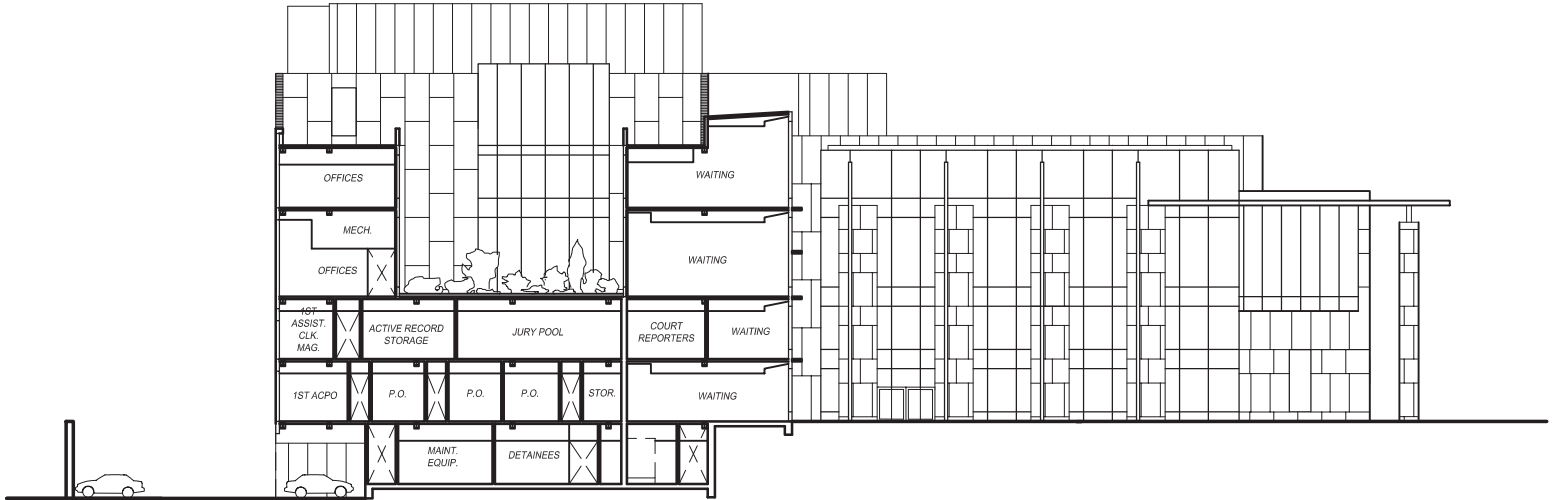 OFFICES
WAITING
MECH.
OFFICES
WAITING
1ST
ASSIST.
CLK.
MAG.
ACTIVE RECORD
STORAGE
JURY POOL
COURT
REPORTERS
WAITING
1ST ACPO
P.O.
P.O.
P.O.
STOR.
WAITING
MAINT.
EQUIP.
DETAINEES